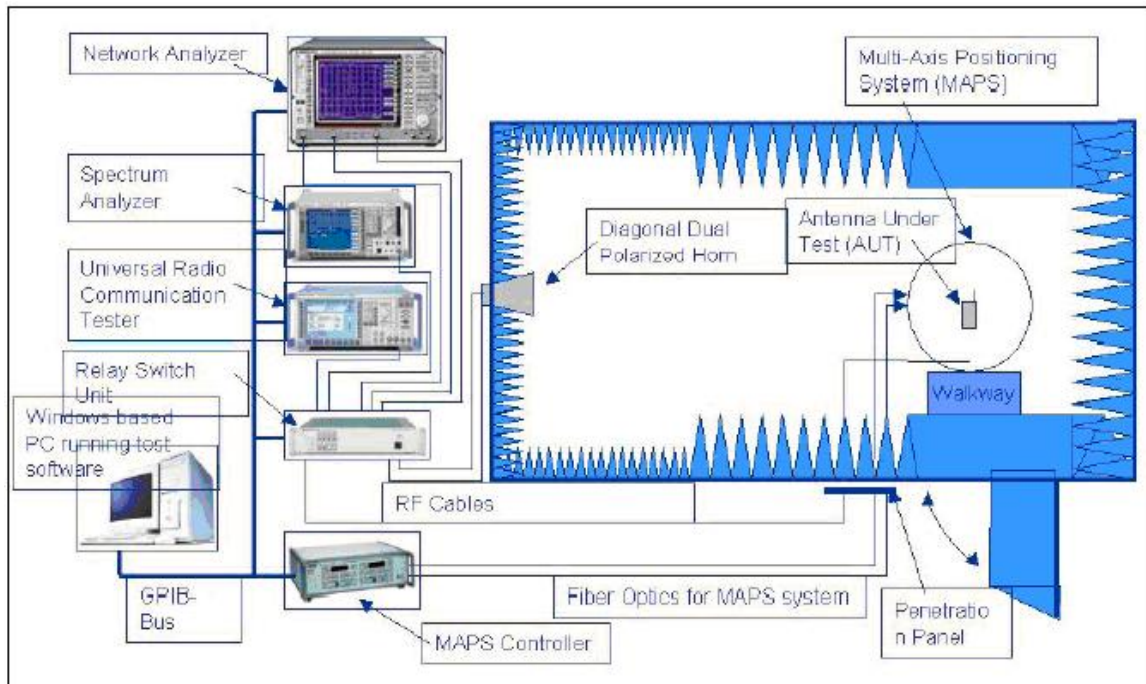 Network Analyzer
Multi-Axis Positioning
System (MAPS)
Spectrum
Analyzer
Diagonal Dual
Polarized Horn
Antenna Under
Test (AUT)
Universal Radio
Communication
Tester
Relay Switch
Unit
Walkway
Windows based
PC running test
software
RF Cables
GPIB-
Bus
Fiber Optics for MAPS system
Penetratio
n Panel
MAPS Controller